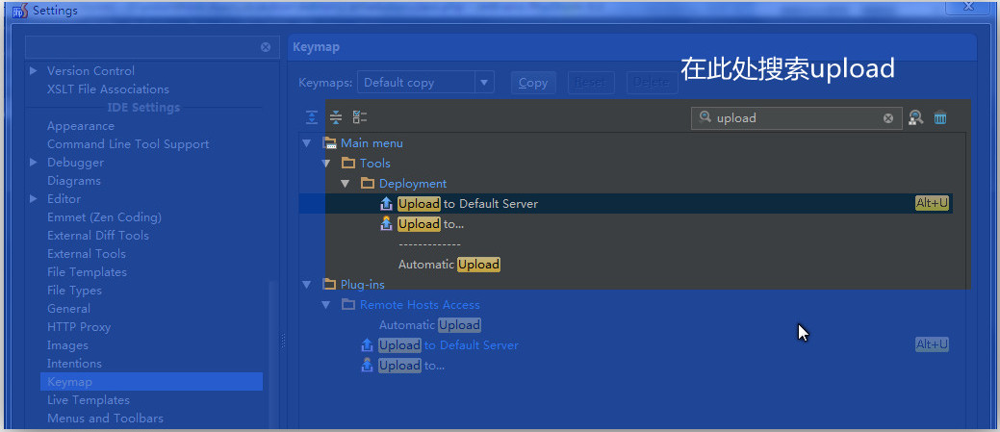 Settings
Keymap
在此处搜索upload
Version Control
XSLT File Associations
IDE Settings
Appearance
Command Line Tool Support
Debugger
Diagrams
Editor
Emmet (Zen Coding)
External Diff Tools
External Tools
File Templates
File Types
General
HTTP Proxy
Images
Intentions
Keymap
Live Templates
Menus and Toolbars
Keymaps: Default copy Copy Reset Delete
upload
Main menu
Tools
Deployment
Upload to Default Server Alt+U
Upload to...
-------------
Automatic Upload
Plug-ins
Remote Hosts Access
Automatic Upload
Upload to Default Server Alt+U
Upload to...